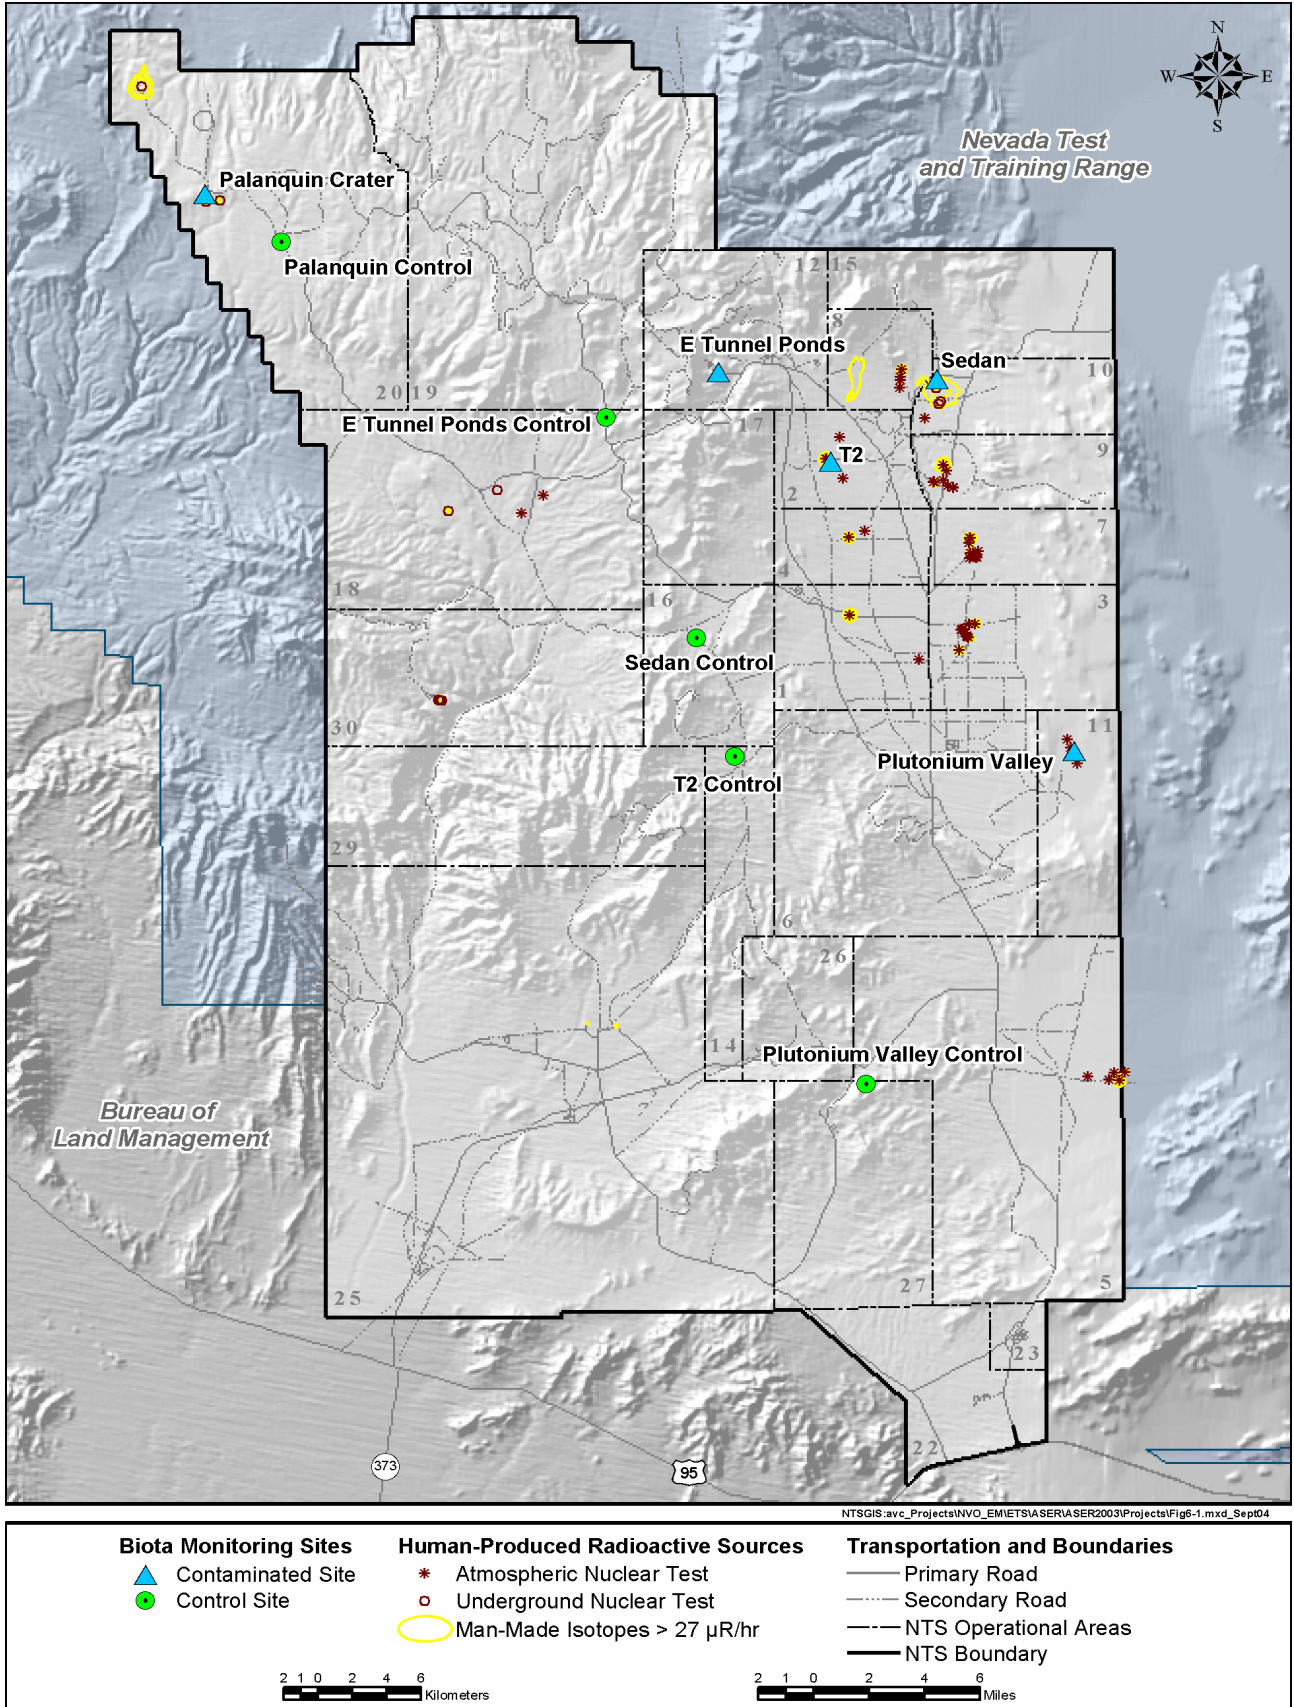 N
W E
S
Nevada Test
and Training Range
Palanquin Crater
Palanquin Control
12 15
8
E Tunnel Ponds
Sedan
10
20 19
E Tunnel Ponds Control
17
T2
9
2
7
4
18
16
3
Sedan Control
1
30
11
Plutonium Valley
T2 Control
29
6
26
14
Plutonium Valley Control
Bureau of
Land Management
25
27
5
23
22
373
95
NTSGIS:avc_Projects\NVO_EM\ETS\ASER\ASER2003\Projects\Fig6-1.mxd_Sept04
Biota Monitoring Sites
Contaminated Site
Control Site
Human-Produced Radioactive Sources
Atmospheric Nuclear Test
Underground Nuclear Test
Man-Made Isotopes > 27 µR/hr
Transportation and Boundaries
Primary Road
Secondary Road
NTS Operational Areas
NTS Boundary
2 1 0 2 4 6
Kilometers
2 1 0 2 4 6
Miles